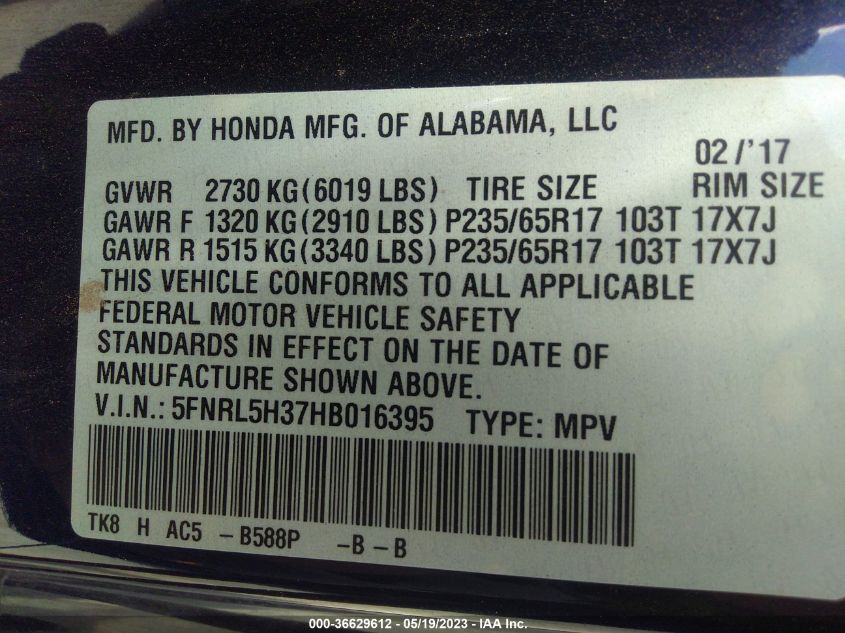 MFD. BY HONDA MFG. OF ALABAMA, LLC
02/'17
GVWR 2730 KG(6019 LBS) TIRE SIZE RIM SIZE
GAWR F 1320 KG(2910 LBS) P235/65R17 103T 17X7J
GAWR R 1515 KG(3340 LBS) P235/65R17 103T 17X7J
THIS VEHICLE CONFORMS TO ALL APPLICABLE
FEDERAL MOTOR VEHICLE SAFETY
STANDARDS IN EFFECT ON THE DATE OF
MANUFACTURE SHOWN ABOVE.
V.I.N.: 5FNRL5H37HB016395 TYPE: MPV
TK8 H AC5 -B588P -B-B
000-36629612 - 05/19/2023 - IAA Inc.